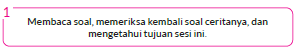 1
Membaca soal, memeriksa kembali soal ceritanya, dan
mengetahui tujuan sesi ini.